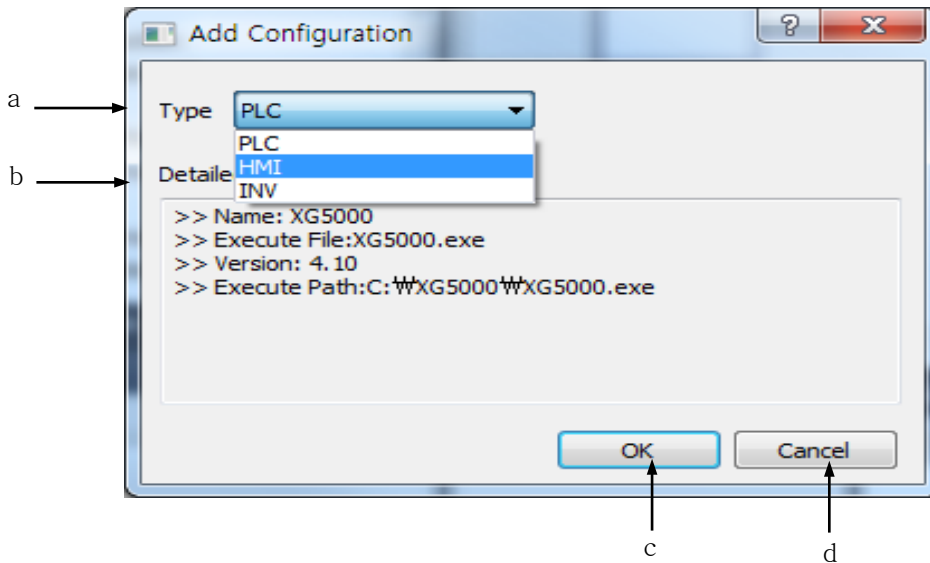 Add Configuration
a
Type PLC
PLC
HMI
INV
b
Detaile
>> Name: XG5000
>> Execute File:XG5000.exe
>> Version: 4.10
>> Execute Path:C:₩XG5000₩XG5000.exe
OK
Cancel
c
d